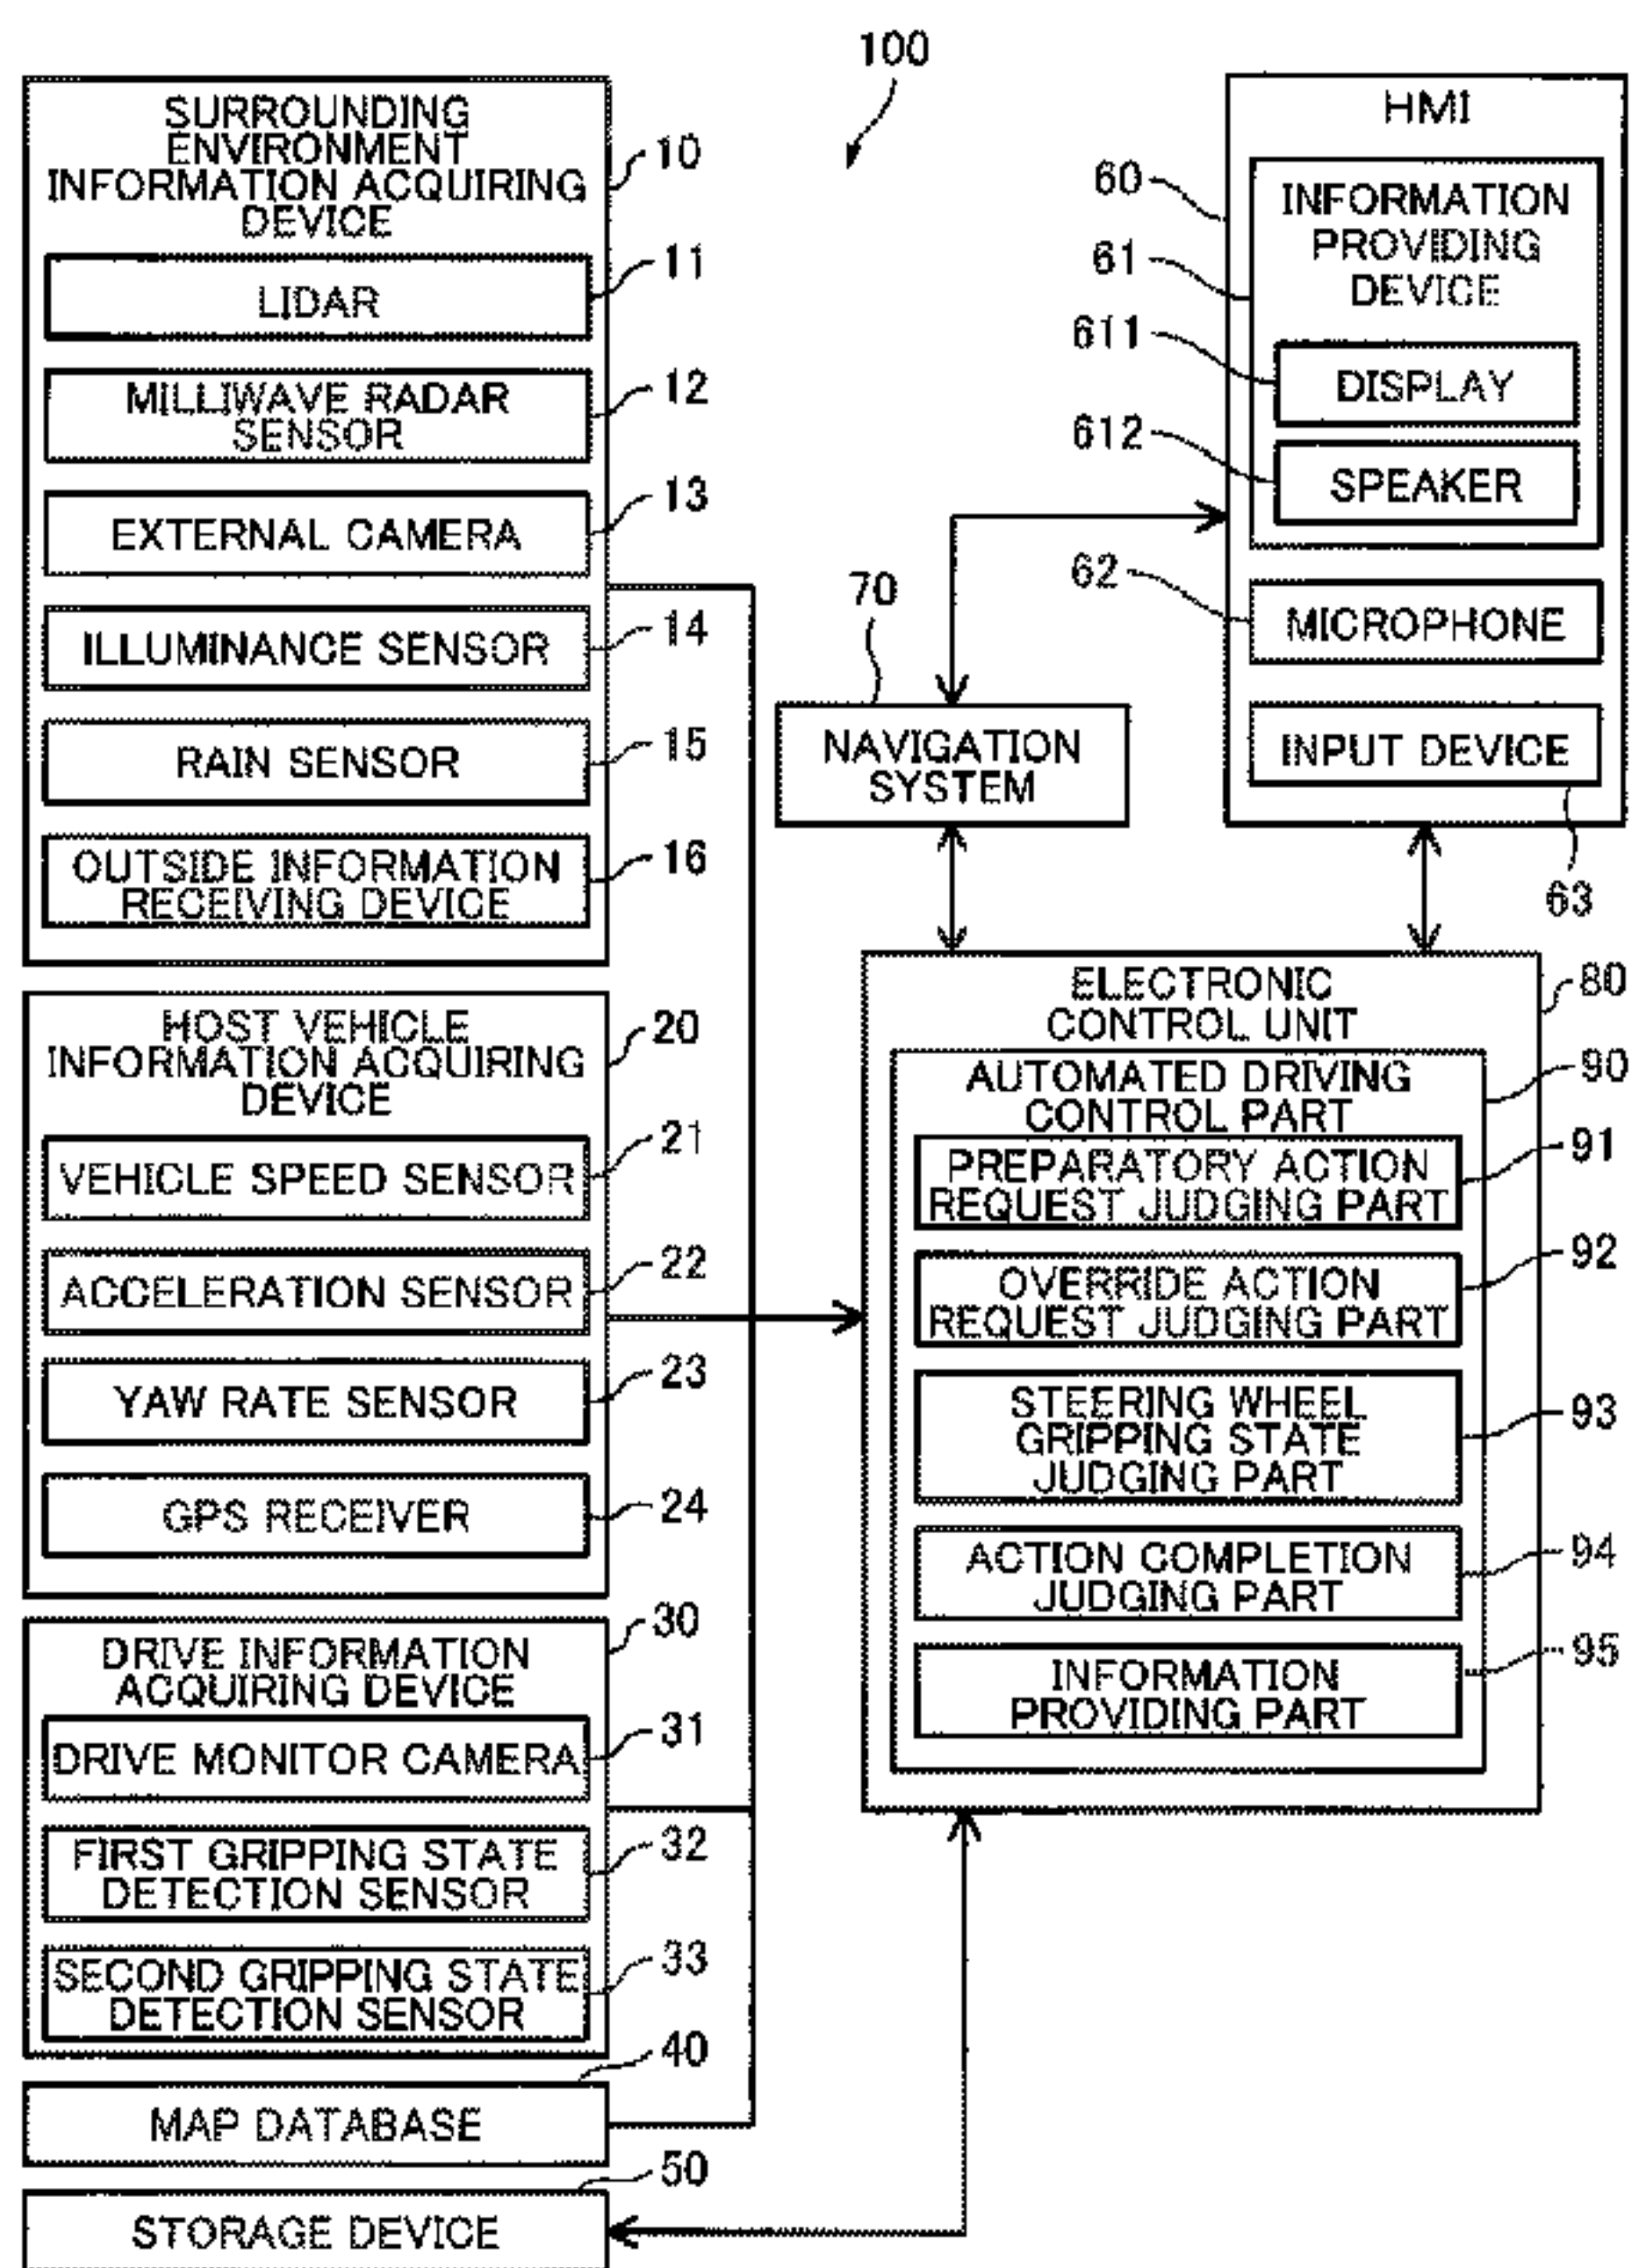 100
SURROUNDING
ENVIRONMENT
INFORMATION ACQUIRING
DEVICE
10
LIDAR
11
MILLIWAVE RADAR
SENSOR
12
EXTERNAL CAMERA
13
ILLUMINANCE SENSOR
14
RAIN SENSOR
15
OUTSIDE INFORMATION
RECEIVING DEVICE
16
HOST VEHICLE
INFORMATION ACQUIRING
DEVICE
20
VEHICLE SPEED SENSOR
21
ACCELERATION SENSOR
22
YAW RATE SENSOR
23
GPS RECEIVER
24
DRIVE INFORMATION
ACQUIRING DEVICE
30
DRIVE MONITOR CAMERA
31
FIRST GRIPPING STATE
DETECTION SENSOR
32
SECOND GRIPPING STATE
DETECTION SENSOR
33
MAP DATABASE
40
STORAGE DEVICE
50
HMI
60
INFORMATION
PROVIDING
DEVICE
61
DISPLAY
611
SPEAKER
612
MICROPHONE
62
INPUT DEVICE
63
NAVIGATION
SYSTEM
70
ELECTRONIC
CONTROL UNIT
80
AUTOMATED DRIVING
CONTROL PART
90
PREPARATORY ACTION
REQUEST JUDGING PART
91
OVERRIDE ACTION
REQUEST JUDGING PART
92
STEERING WHEEL
GRIPPING STATE
JUDGING PART
93
ACTION COMPLETION
JUDGING PART
94
INFORMATION
PROVIDING PART
95